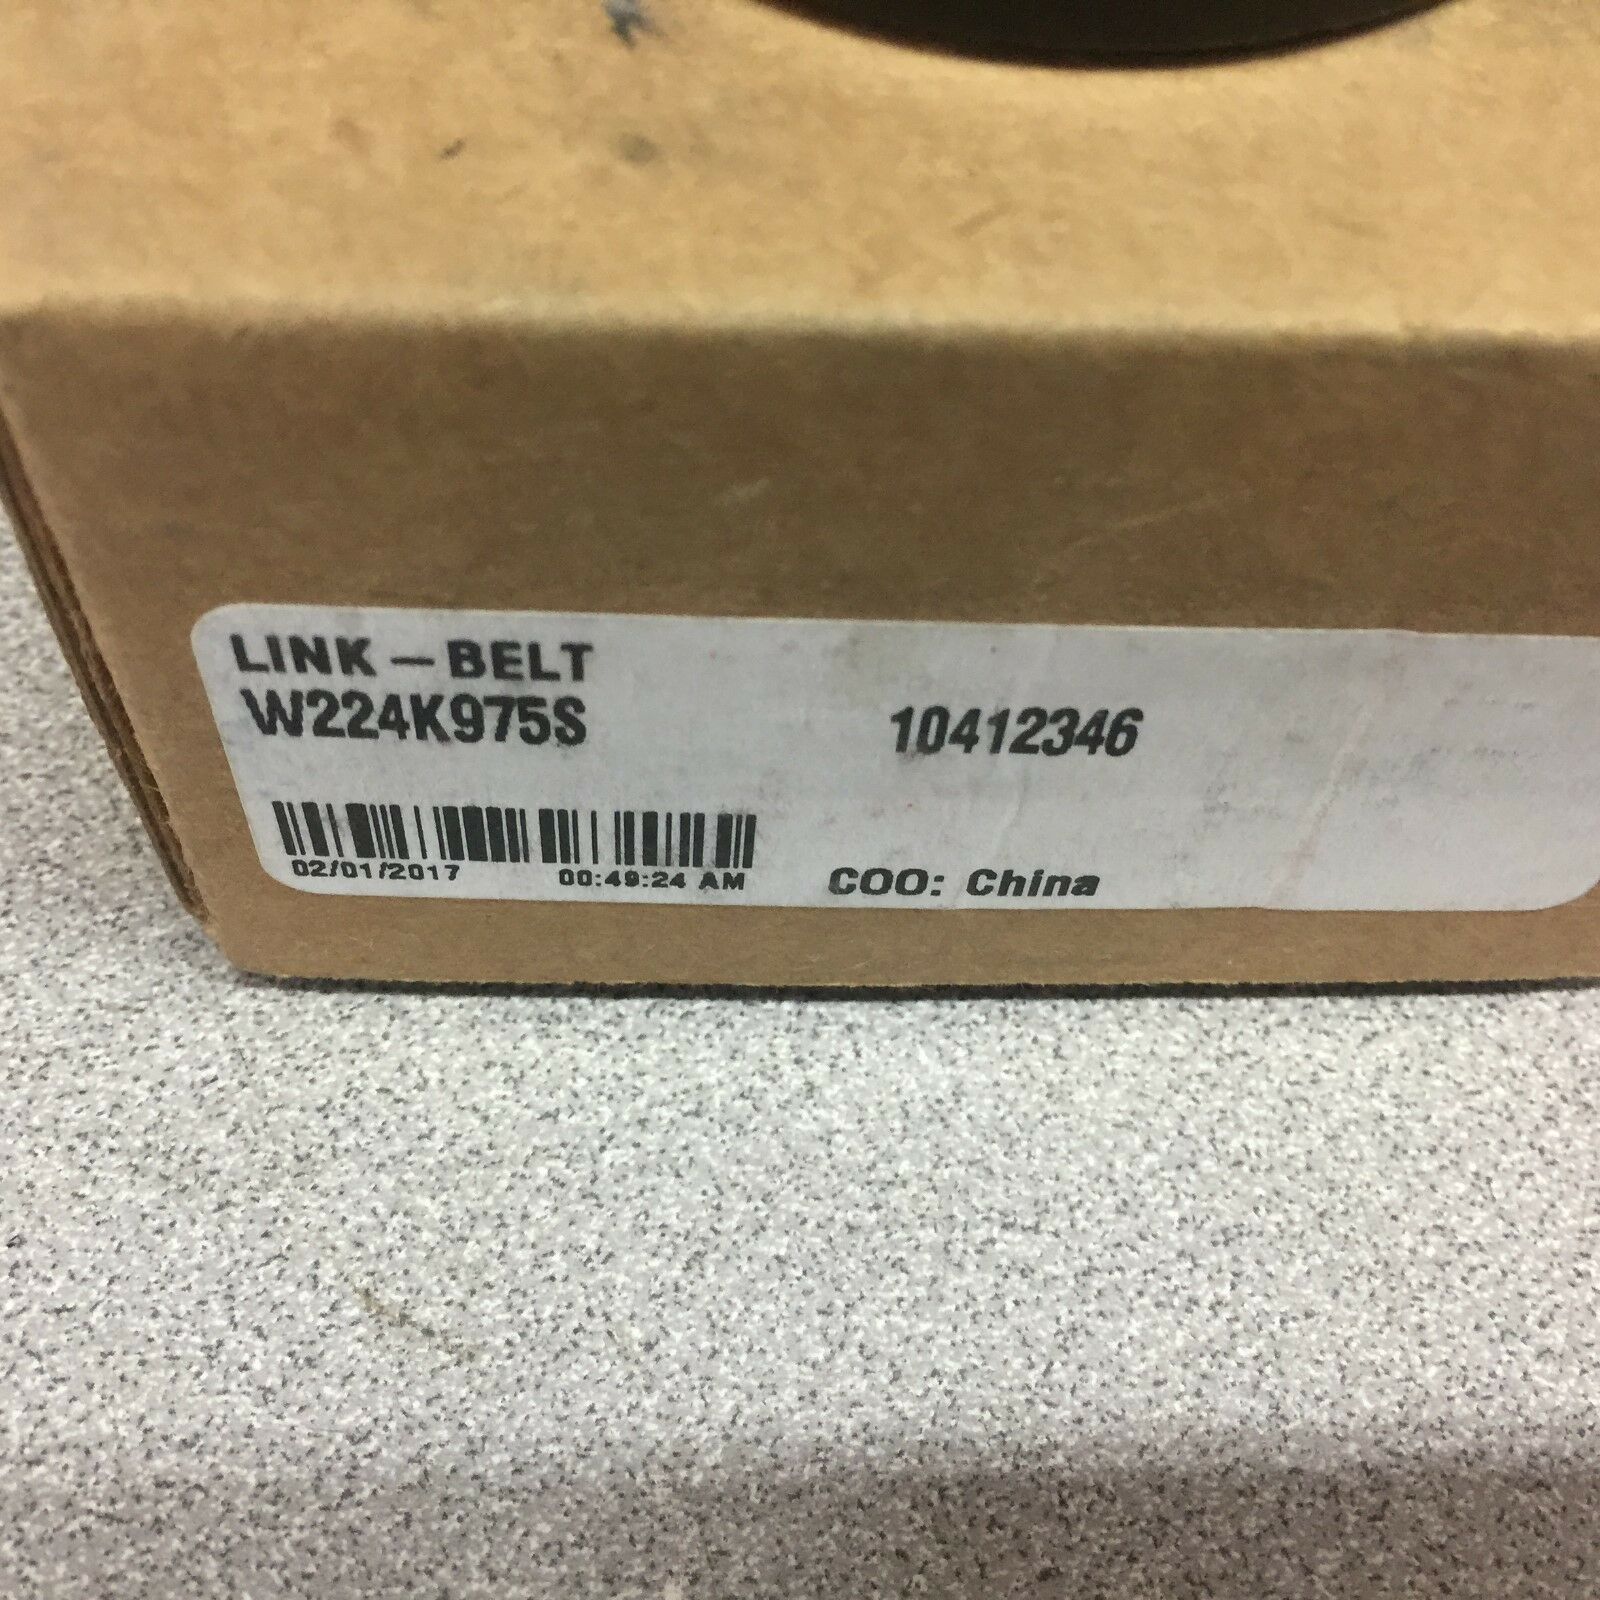 LINK-BELT
W224K975S 10412346
02/01/2017 00:49:24 AM COO: China